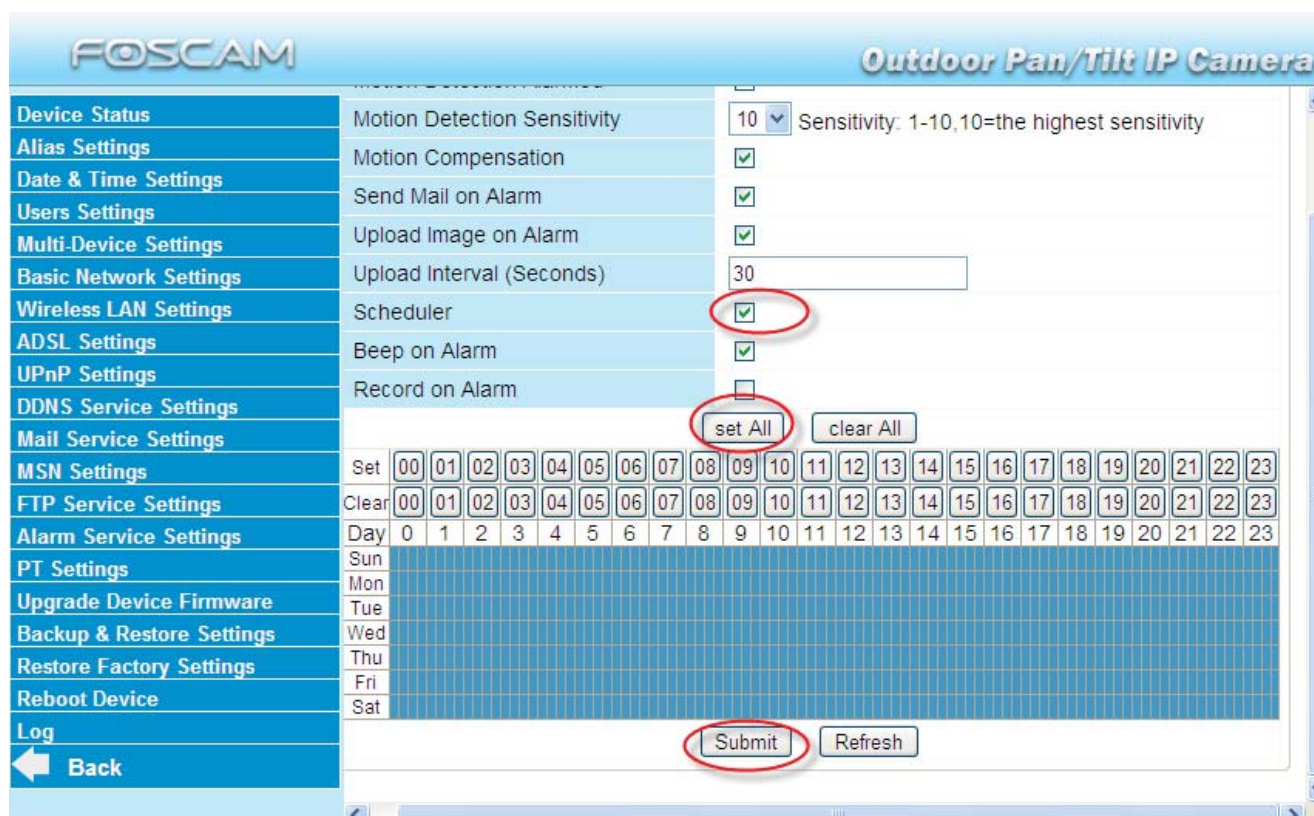 FOSCAM
Outdoor Pan/Tilt IP Camera
Device Status
Alias Settings
Date & Time Settings
Users Settings
Multi-Device Settings
Basic Network Settings
Wireless LAN Settings
ADSL Settings
UPnP Settings
DDNS Service Settings
Mail Service Settings
MSN Settings
FTP Service Settings
Alarm Service Settings
PT Settings
Upgrade Device Firmware
Backup & Restore Settings
Restore Factory Settings
Reboot Device
Log
Back
Motion Detection Sensitivity 10 Sensitivity: 1-10,10=the highest sensitivity
Motion Compensation
Send Mail on Alarm
Upload Image on Alarm
Upload Interval (Seconds) 30
Scheduler
Beep on Alarm
Record on Alarm
set All clear All
Set 00 01 02 03 04 05 06 07 08 09 10 11 12 13 14 15 16 17 18 19 20 21 22 23
Clear 00 01 02 03 04 05 06 07 08 09 10 11 12 13 14 15 16 17 18 19 20 21 22 23
Day 0 1 2 3 4 5 6 7 8 9 10 11 12 13 14 15 16 17 18 19 20 21 22 23
Sun
Mon
Tue
Wed
Thu
Fri
Sat
Submit Refresh